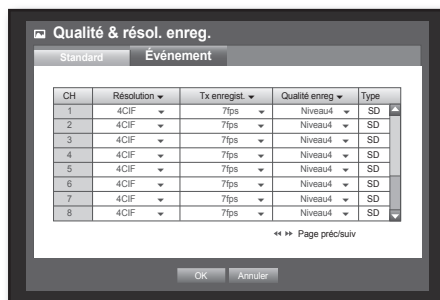 Qualité & résol. enreg.
Standard Événement
CH Résolution Tx enregist. Qualité enreg Type
1 4CIF 7fps Niveau4 SD
2 4CIF 7fps Niveau4 SD
3 4CIF 7fps Niveau4 SD
4 4CIF 7fps Niveau4 SD
5 4CIF 7fps Niveau4 SD
6 4CIF 7fps Niveau4 SD
7 4CIF 7fps Niveau4 SD
8 4CIF 7fps Niveau4 SD
Page préc/suiv
OK Annuler